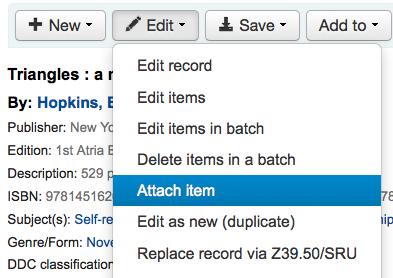 New Edit Save Add to
Edit record
Triangles : a
By: Hopkins,
Edit items
Publisher: New Yo
Edit items in batch
Edition: 1st Atria
Delete items in a batch
Description: 529 p
Attach item
ISBN: 978145162
Edit as new (duplicate)
Subject(s): Self-re
Genre/Form: Nove
Replace record via Z39.50/SRU
DDC classification